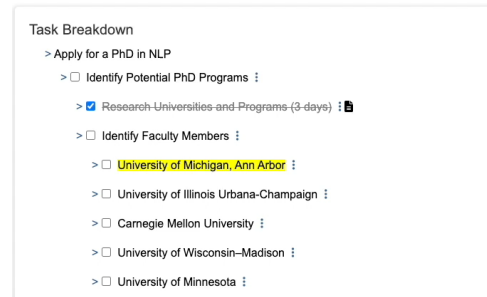 Task Breakdown
> Apply for a PhD in NLP
> Identify Potential PhD Programs
> Research Universities and Programs (3 days)
> Identify Faculty Members
> University of Michigan, Ann Arbor
> University of Illinois Urbana-Champaign
> Carnegie Mellon University
> University of Wisconsin–Madison
> University of Minnesota